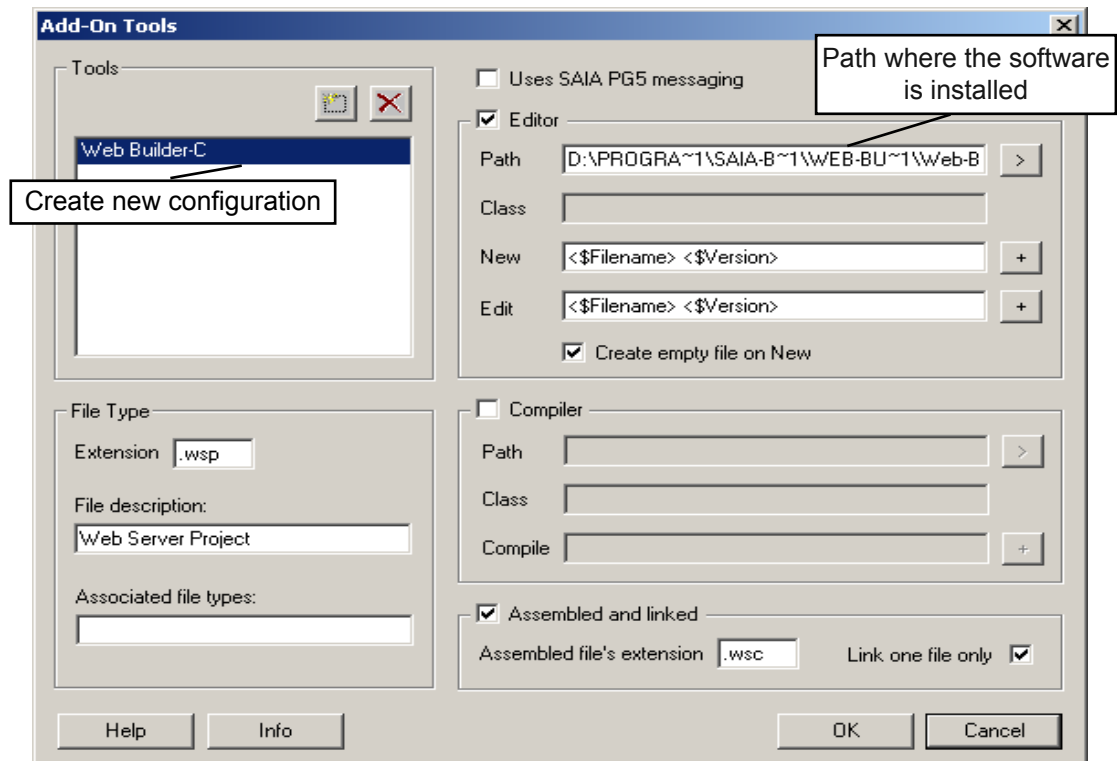 Add-On Tools
Path where the software
is installed
Tools
Web Builder-C
Create new configuration
Uses SAIA PG5 messaging
Editor
Path D:\PROGRA~1\SAIA-B~1\WEB-BU~1\Web-B >
Class
New <$Filename> <$Version> +
Edit <$Filename> <$Version> +
Create empty file on New
File Type
Extension .wsp
File description:
Web Server Project
Associated file types:
Compiler
Path >
Class
Compile +
Assembled and linked
Assembled file's extension .wsc Link one file only
Help Info OK Cancel